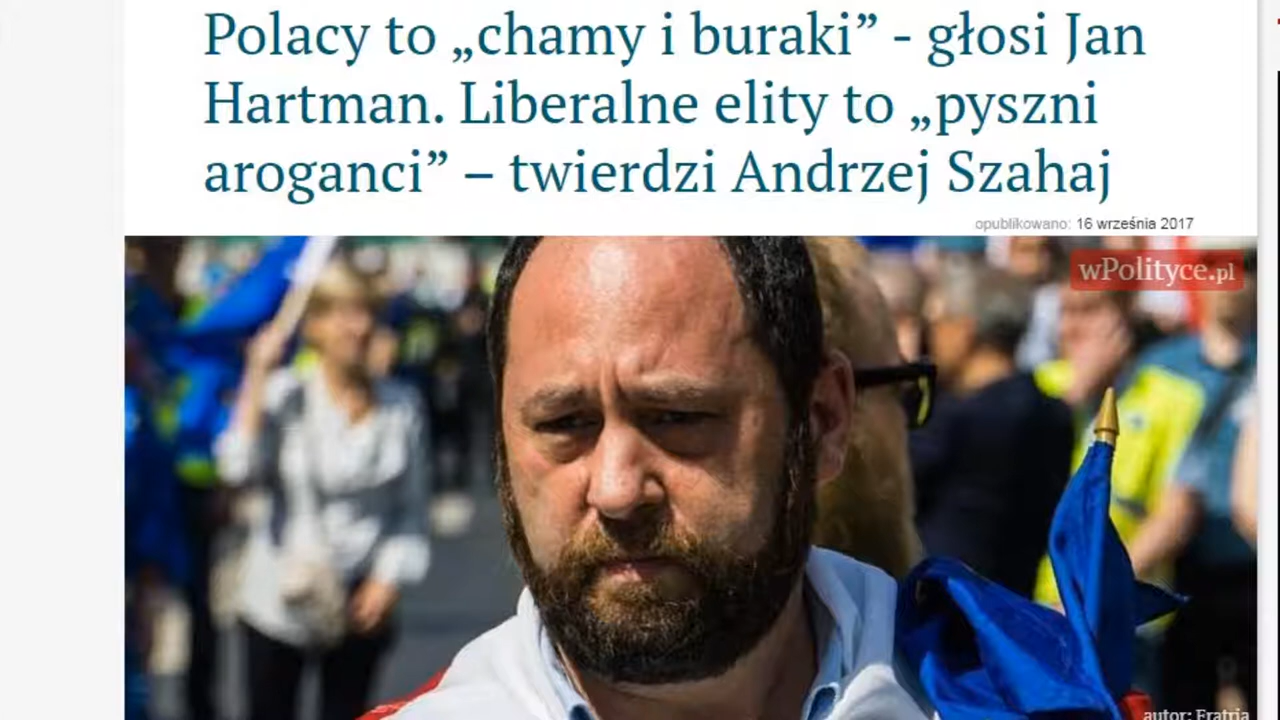 Polacy to „chamy i buraki” - głosi Jan
Hartman. Liberalne elity to „pyszni
aroganci” – twierdzi Andrzej Szahaj
opublikowano: 16 września 2017
wPolityce.pl
autor: Fratria